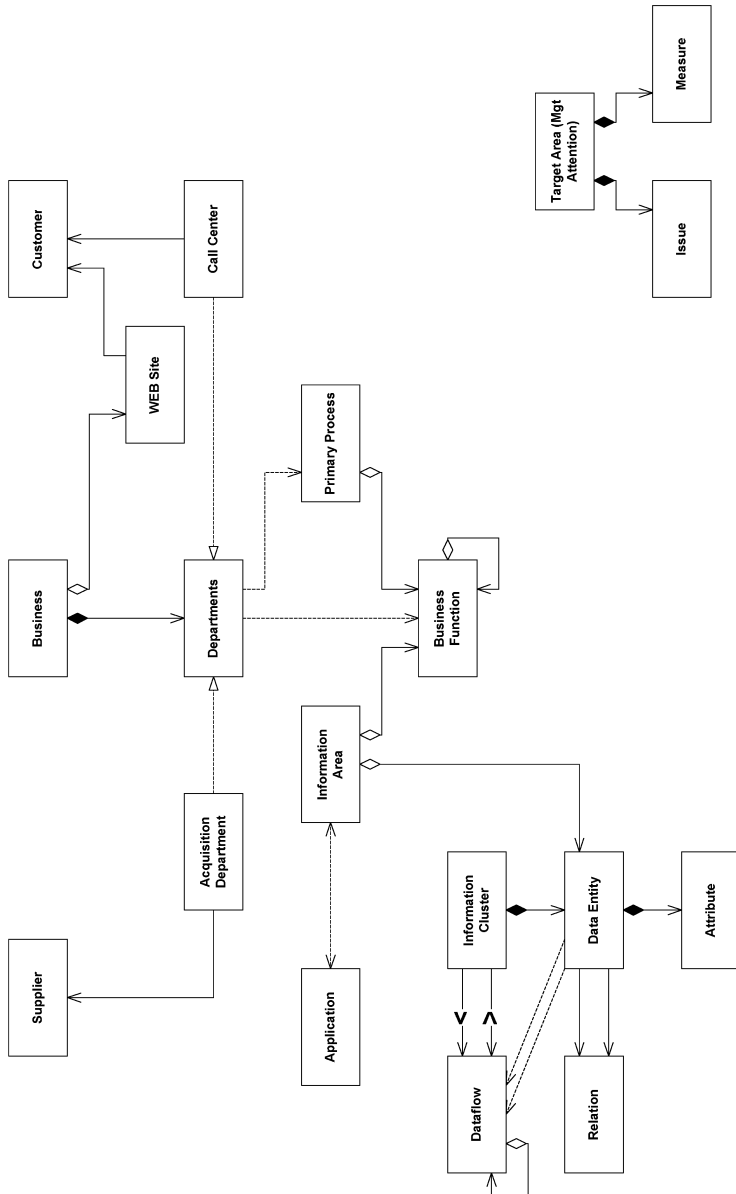 Supplier
Business
Customer
WEB Site
Acquisition
Department
Departments
Call Center
Application
Information
Area
Primary Process
Business
Function
Dataflow
<
>
Information
Cluster
Target Area (Mgt
Attention)
Relation
Data Entity
Issue
Measure
Attribute